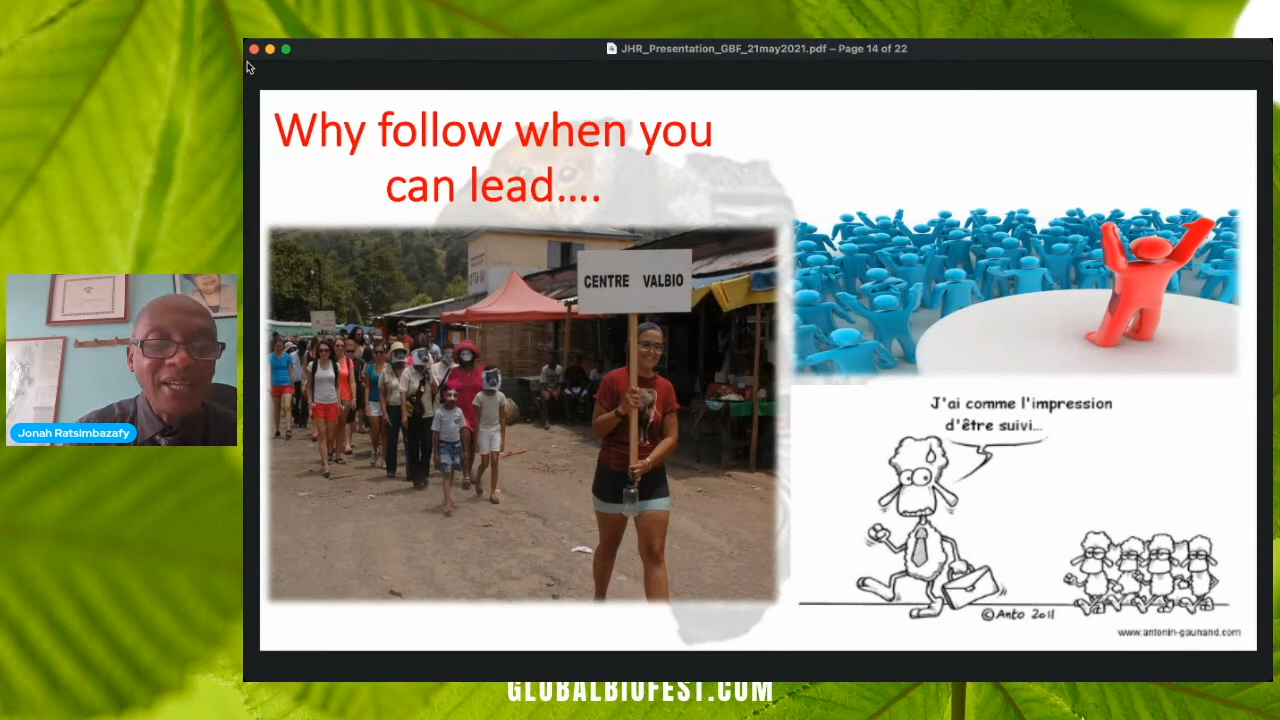 JHR_Presentation_GBF_21may2021.pdf – Page 14 of 22
Why follow when you
can lead....
CENTRE VALBIO
J'ai comme l'impression
d'être suivi...
©Anto 2011
www.antonin-gaunand.com
Jonah Ratsimbazafy
GLOBALBIOFEST.COM